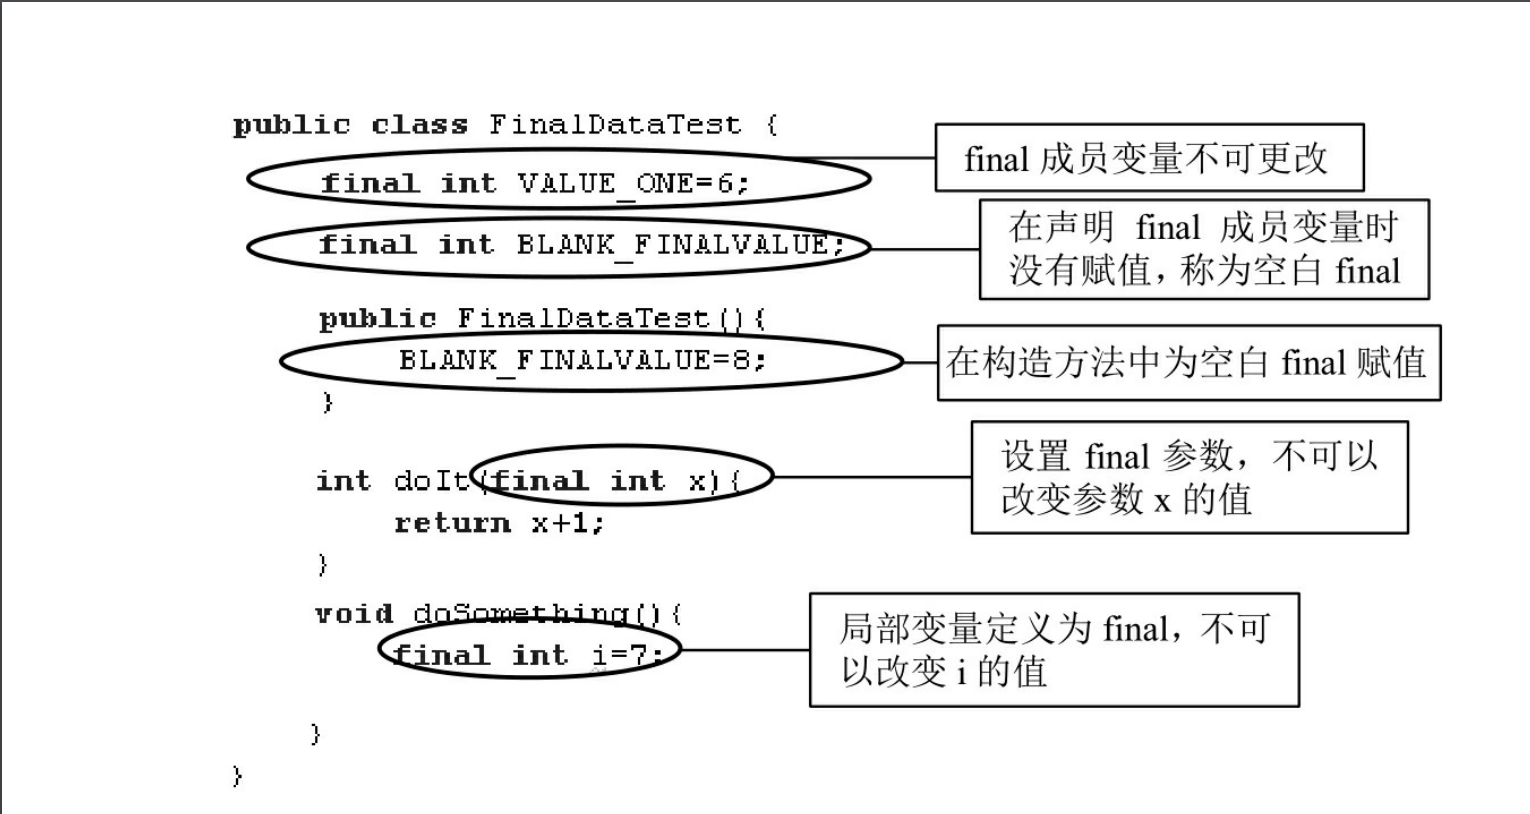 public class FinalDataTest {
final int VALUE_ONE=6;
final 成员变量不可更改
final int BLANK_FINALVALUE;
在声明 final 成员变量时
没有赋值，称为空白 final
public FinalDataTest(){
BLANK_FINALVALUE=8;
在构造方法中为空白 final 赋值
}
int doIt(final int x){
return x+1;
设置 final 参数，不可以
改变参数 x 的值
}
void doSomething(){
final int i=7;
局部变量定义为 final，不可
以改变 i 的值
}
}